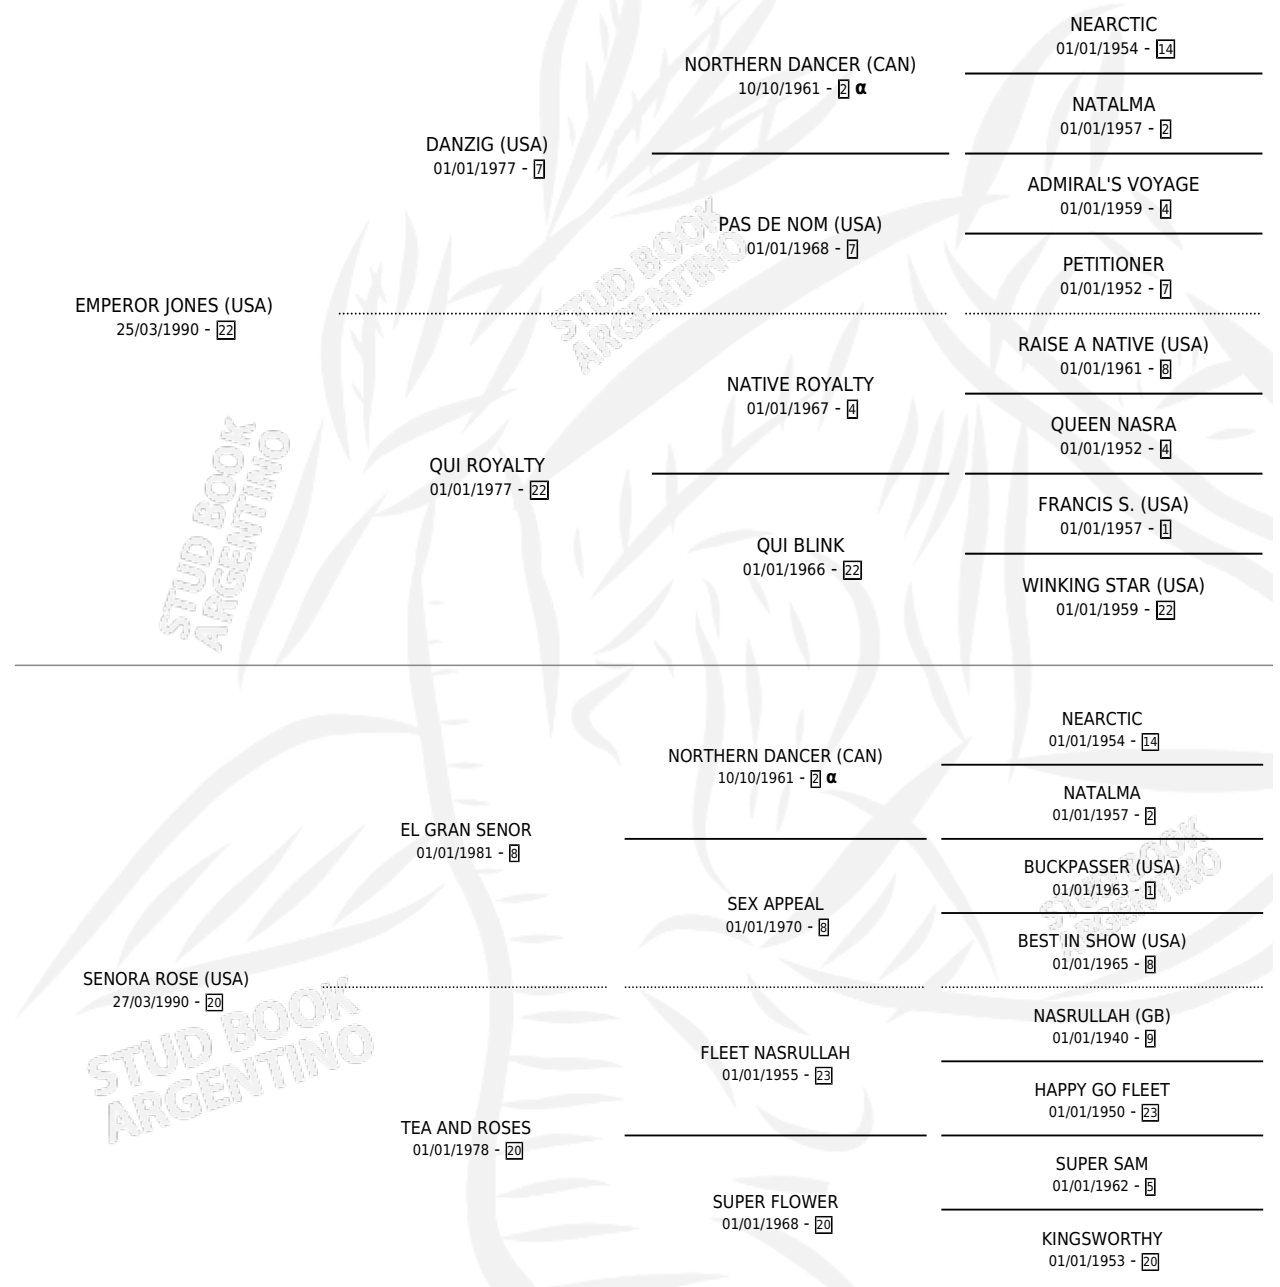 NEARCTIC
01/01/1954 - 14
NORTHERN DANCER (CAN)
10/10/1961 - 2 α
NATALMA
01/01/1957 - 2
DANZIG (USA)
01/01/1977 - 7
ADMIRAL'S VOYAGE
01/01/1959 - 4
PAS DE NOM (USA)
01/01/1968 - 7
PETITIONER
01/01/1952 - 7
EMPEROR JONES (USA)
25/03/1990 - 22
RAISE A NATIVE (USA)
01/01/1961 - 8
NATIVE ROYALTY
01/01/1967 - 4
QUEEN NASRA
01/01/1952 - 4
QUI ROYALTY
01/01/1977 - 22
FRANCIS S. (USA)
01/01/1957 - 1
QUI BLINK
01/01/1966 - 22
WINKING STAR (USA)
01/01/1959 - 22
STUD BOOK
ARGENTINO
STUD BOOK
ARGENTINO
NEARCTIC
01/01/1954 - 14
NORTHERN DANCER (CAN)
10/10/1961 - 2 α
NATALMA
01/01/1957 - 2
EL GRAN SENOR
01/01/1981 - 8
BUCKPASSER (USA)
01/01/1963 - 1
SEX APPEAL
01/01/1970 - 8
BEST IN SHOW (USA)
01/01/1965 - 8
SENORA ROSE (USA)
27/03/1990 - 20
NASRULLAH (GB)
01/01/1940 - 9
FLEET NASRULLAH
01/01/1955 - 23
HAPPY GO FLEET
01/01/1950 - 23
TEA AND ROSES
01/01/1978 - 20
SUPER SAM
01/01/1962 - 5
SUPER FLOWER
01/01/1968 - 20
KINGSWORTHY
01/01/1953 - 20
STUD BOOK
ARGENTINO
STUD BOOK
ARGENTINO